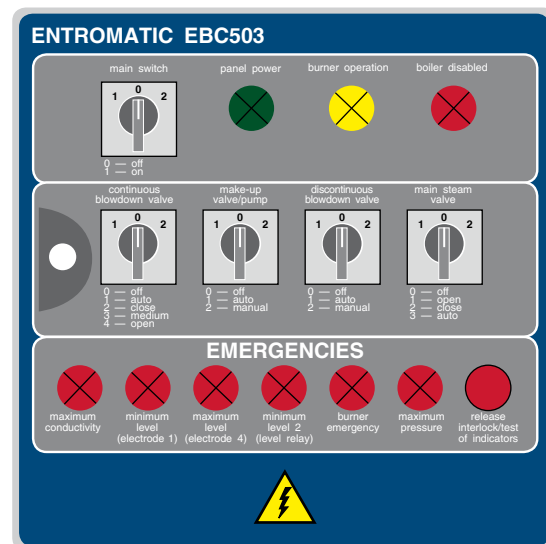 ENTROMATIC EBC503
main switch
panel power
burner operation
boiler disabled
1 0 2
0 — off
1 — on
continuous
blowdown valve
make-up
valve/pump
discontinuous
blowdown valve
main steam
valve
1 0 2
1 0 2
1 0 2
1 0 2
0 — off
1 — auto
2 — close
3 — medium
4 — open
0 — off
1 — auto
2 — manual
0 — off
1 — auto
2 — manual
0 — off
1 — open
2 — close
3 — auto
EMERGENCIES
maximum
conductivity
minimum
level
(electrode 1)
maximum
level
(electrode 4)
minimum
level 2
(level relay)
burner
emergency
maximum
pressure
release
interlock/test
of indicators